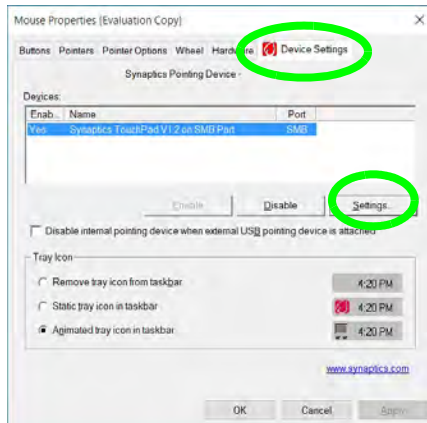 Mouse Properties (Evaluation Copy)
Buttons Pointers Pointer Options Wheel Hardware Device Settings
Synaptics Pointing Device -
Devices:
Enab... Name Port
Yes Synaptics TouchPad V1.2 on SMB Port SMB
Enable Disable Settings...
Disable internal pointing device when external USB pointing device is attached
Tray Icon
Remove tray icon from taskbar 4:20 PM
Static tray icon in taskbar 4:20 PM
Animated tray icon in taskbar 4:20 PM
www.synaptics.com
OK Cancel Apply